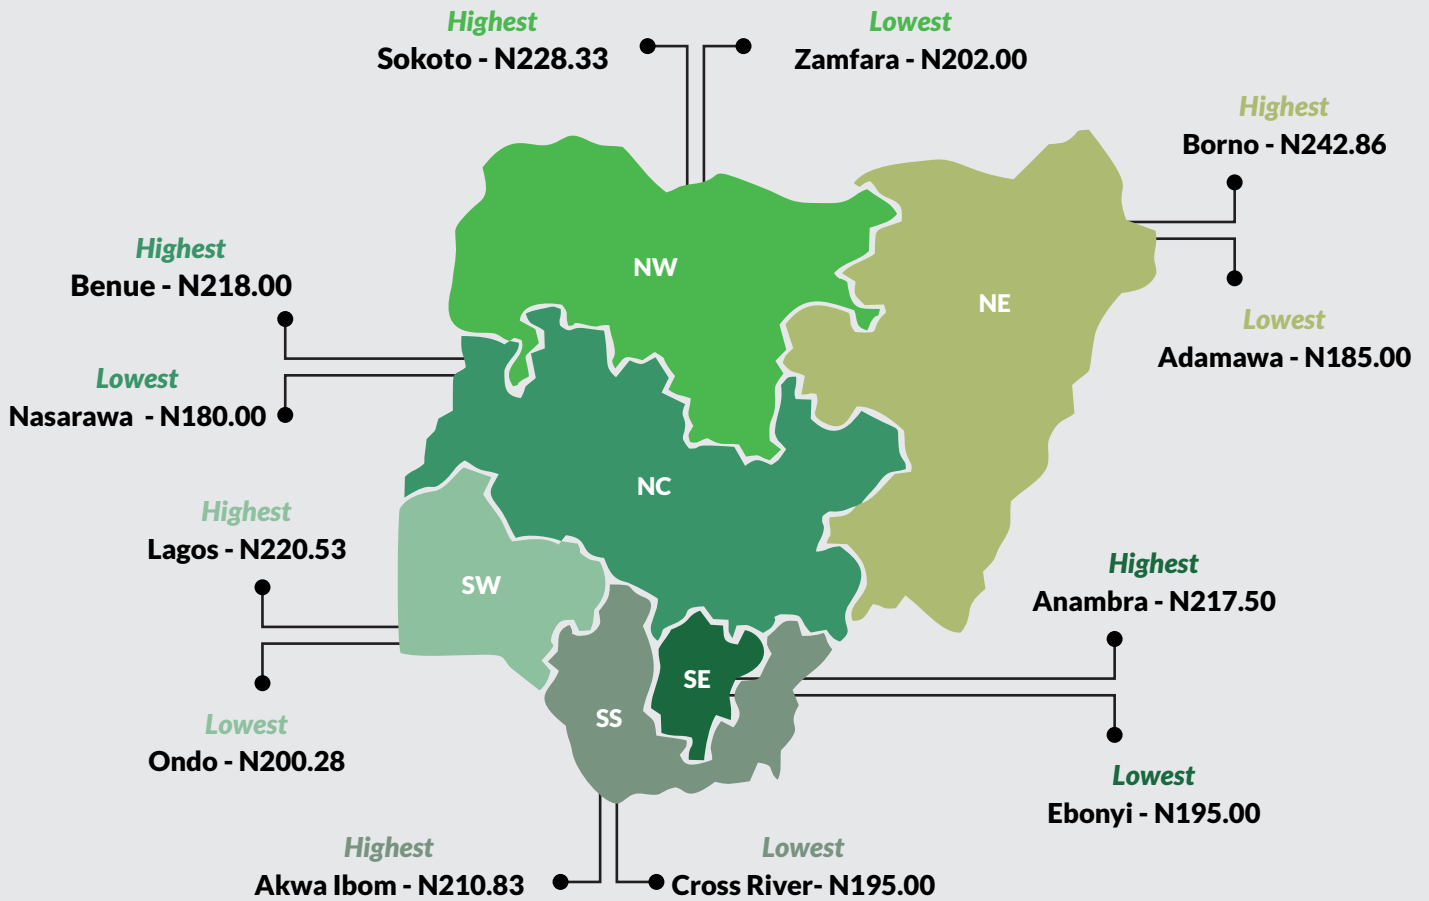 Highest
Sokoto - N228.33
Lowest
Zamfara - N202.00
Highest
Borno - N242.86
Lowest
Adamawa - N185.00
Highest
Benue - N218.00
Lowest
Nasarawa - N180.00
NW
NE
NC
Highest
Lagos - N220.53
Lowest
Ondo - N200.28
SW
SE
SS
Highest
Anambra - N217.50
Lowest
Ebonyi - N195.00
Highest
Akwa Ibom - N210.83
Lowest
Cross River- N195.00